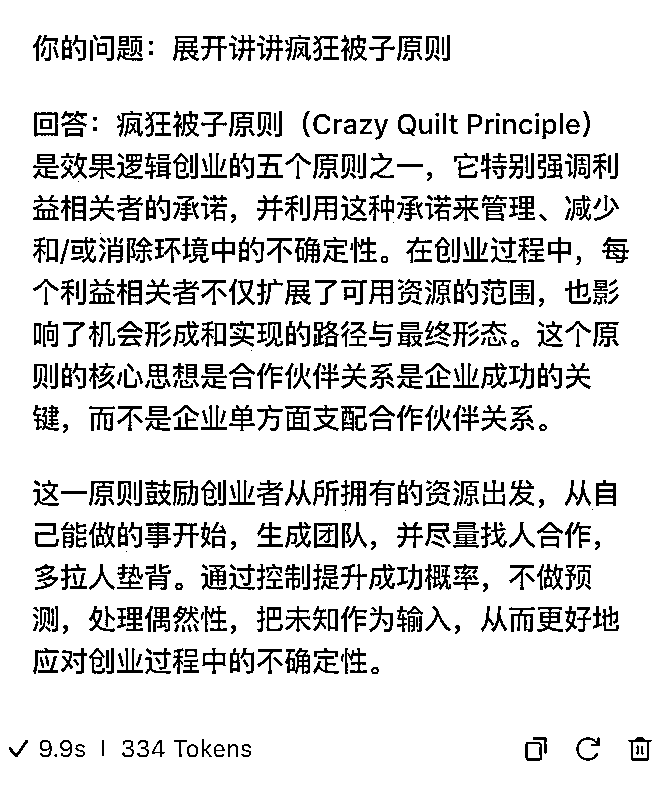 你的问题：展开讲讲疯狂被子原则
回答：疯狂被子原则（Crazy Quilt Principle）
是效果逻辑创业的五个原则之一，它特别强调利
益相关者的承诺，并利用这种承诺来管理、减少
和/或消除环境中的不确定性。在创业过程中，每
个利益相关者不仅扩展了可用资源的范围，也影
响了机会形成和实现的路径与最终形态。这个原
则的核心思想是合作伙伴关系是企业成功的关
键，而不是企业单方面支配合作伙伴关系。
这一原则鼓励创业者从所拥有的资源出发，从自
己能做的事开始，生成团队，并尽量找人合作，
多拉人垫背。通过控制提升成功概率，不做预
测，处理偶然性，把未知作为输入，从而更好地
应对创业过程中的不确定性。
9.9s | 334 Tokens